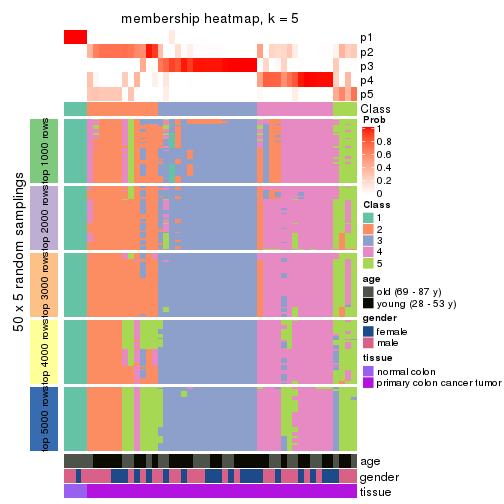 membership heatmap, k = 5
p1
p2
p3
p4
p5
Class
50 x 5 random samplings
top 1000 rows
top 2000 rows
top 3000 rows
top 4000 rows
top 5000 rows
age
gender
tissue
Prob
1
0.8
0.6
0.4
0.2
0
Class
1
2
3
4
5
age
old (69 - 87 y)
young (28 - 53 y)
gender
female
male
tissue
normal colon
primary colon cancer tumor